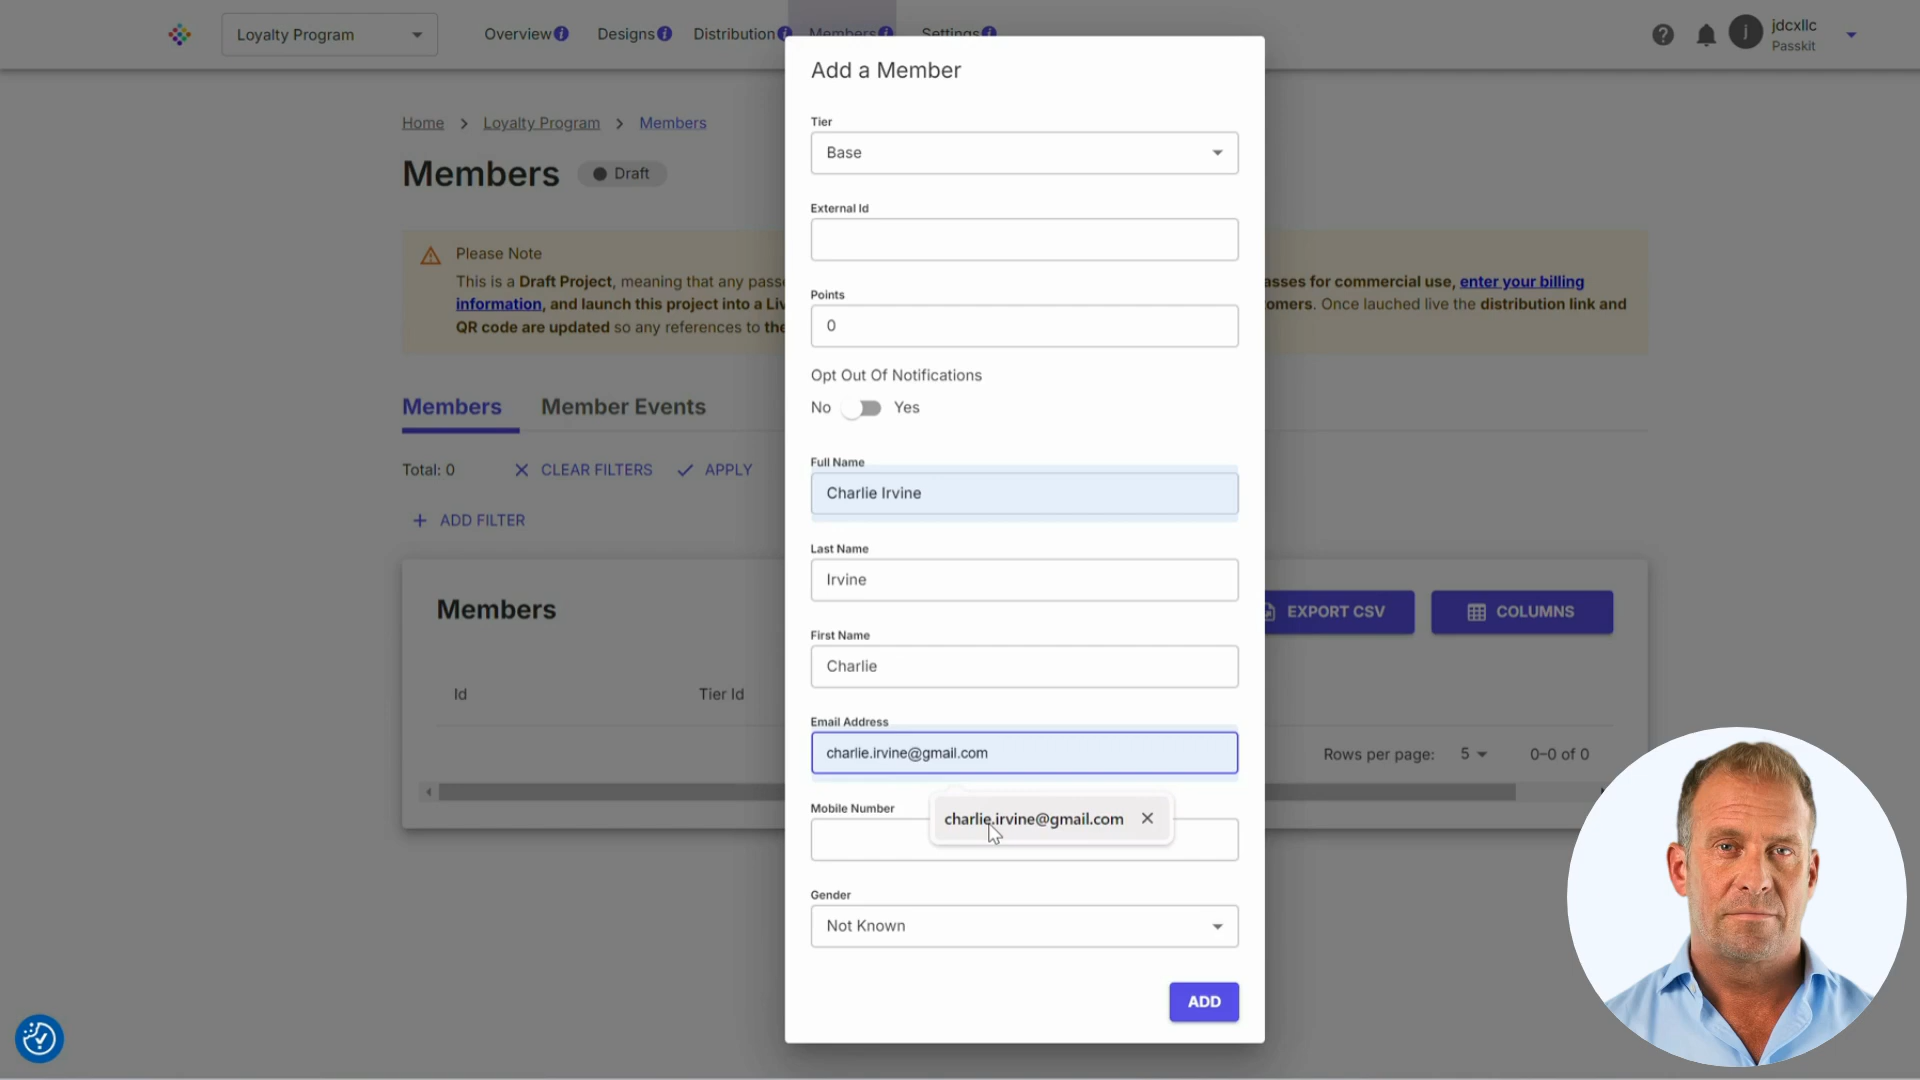 Loyalty Program
Overview
Designs
Distribution
Members
Settings
j
jdcxllc
Passkit
Add a Member
Home > Loyalty Program > Members
Members
Draft
Please Note
This is a Draft Project, meaning that any passe
asses for commercial use, enter your billing
information, and launch this project into a Liv
omers. Once lauched live the distribution link and
QR code are updated so any references to the
Members
Member Events
Total: 0
CLEAR FILTERS
APPLY
ADD FILTER
Members
EXPORT CSV
COLUMNS
Id
Tier Id
Rows per page: 5
0-0 of 0
Tier
Base
External Id
Points
0
Opt Out Of Notifications
No
Yes
Full Name
Charlie Irvine
Last Name
Irvine
First Name
Charlie
Email Address
charlie.irvine@gmail.com
charlie.irvine@gmail.com
Mobile Number
Gender
Not Known
ADD